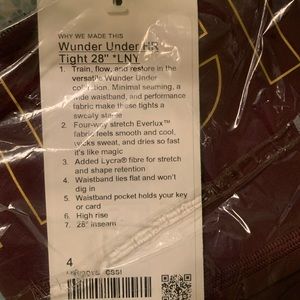 WHY WE MADE THIS
Wunder Under HR
Tight 28" *LNY
1. Train, flow, and restore in the
versatile Wunder Under
collection. Minimal seaming, a
wide waistband, and performance
fabric make these tights a
sweaty staple
2. Four-way stretch Everlux™
fabric feels smooth and cool,
wicks sweat, and dries so fast
it's like magic
3. Added Lycra® fibre for stretch
and shape retention
4. Waistband lies flat and won't
dig in
5. Waistband pocket holds your key
or card
6. High rise
7. 28" inseam
4
CSSI